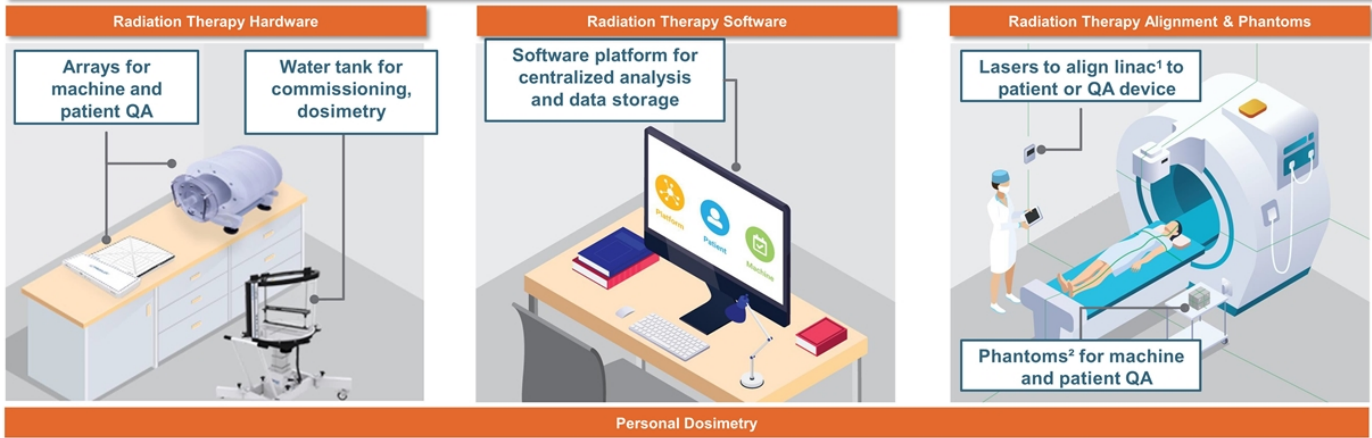 Radiation Therapy Hardware
Radiation Therapy Software
Radiation Therapy Alignment & Phantoms
Arrays for
machine and
patient QA
Water tank for
commissioning,
dosimetry
Software platform for
centralized analysis
and data storage
Platform
Patient
Machine
Lasers to align linac¹ to
patient or QA device
Phantoms² for machine
and patient QA
Personal Dosimetry